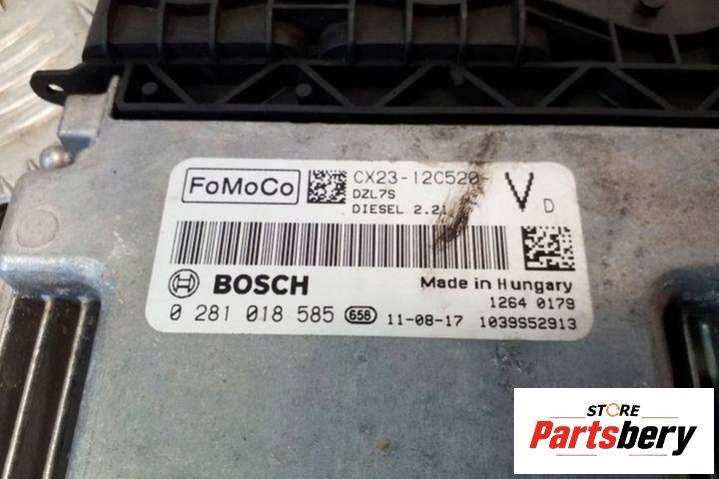 FoMoCo
CX23-12C520-
V D
DZL7S
DIESEL 2.2l
BOSCH
Made in Hungary
1264 0179
0 281 018 585 658 11-08-17 1039S52913
STORE
Partsbery